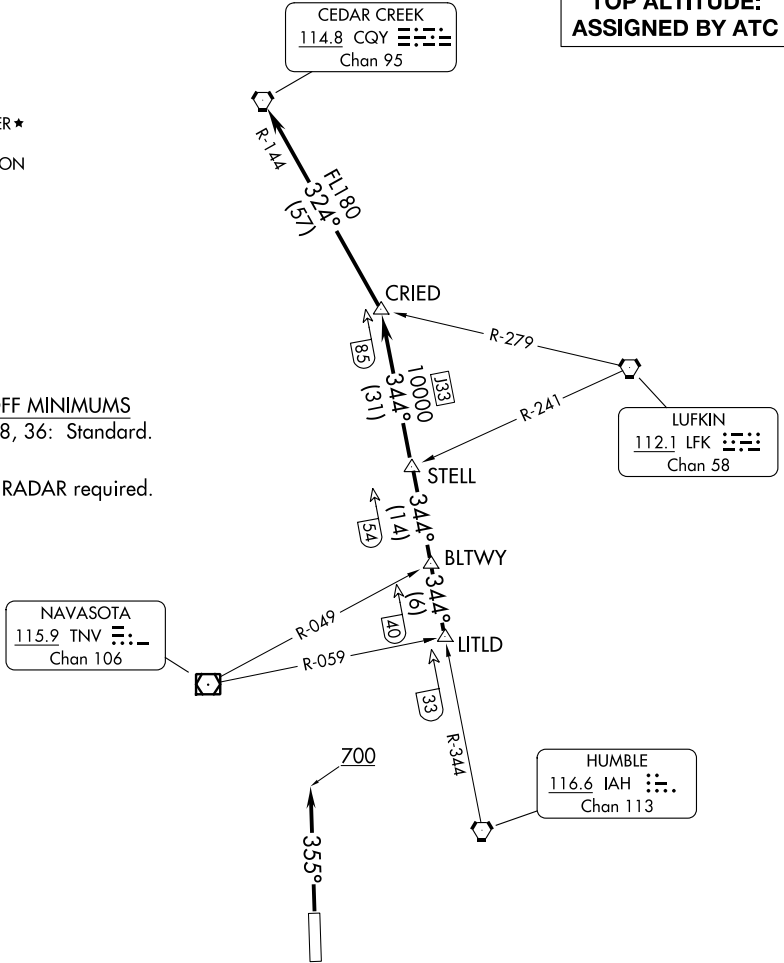 TOP ALTITUDE:
ASSIGNED BY ATC
CEDAR CREEK
114.8 CQY
Chan 95
ER★
ON
R-144
FL180
324°
(57)
CRIED
R-279
85
10000
344°
(31)
J33
R-241
OFF MINIMUMS
8, 36: Standard.
LUFKIN
112.1 LFK
Chan 58
STELL
RADAR required.
54
344°
(14)
BLTWY
NAVASOTA
115.9 TNV
Chan 106
R-049
40
344°
(6)
R-059
LITLD
33
R-344
700
HUMBLE
116.6 IAH
Chan 113
355°